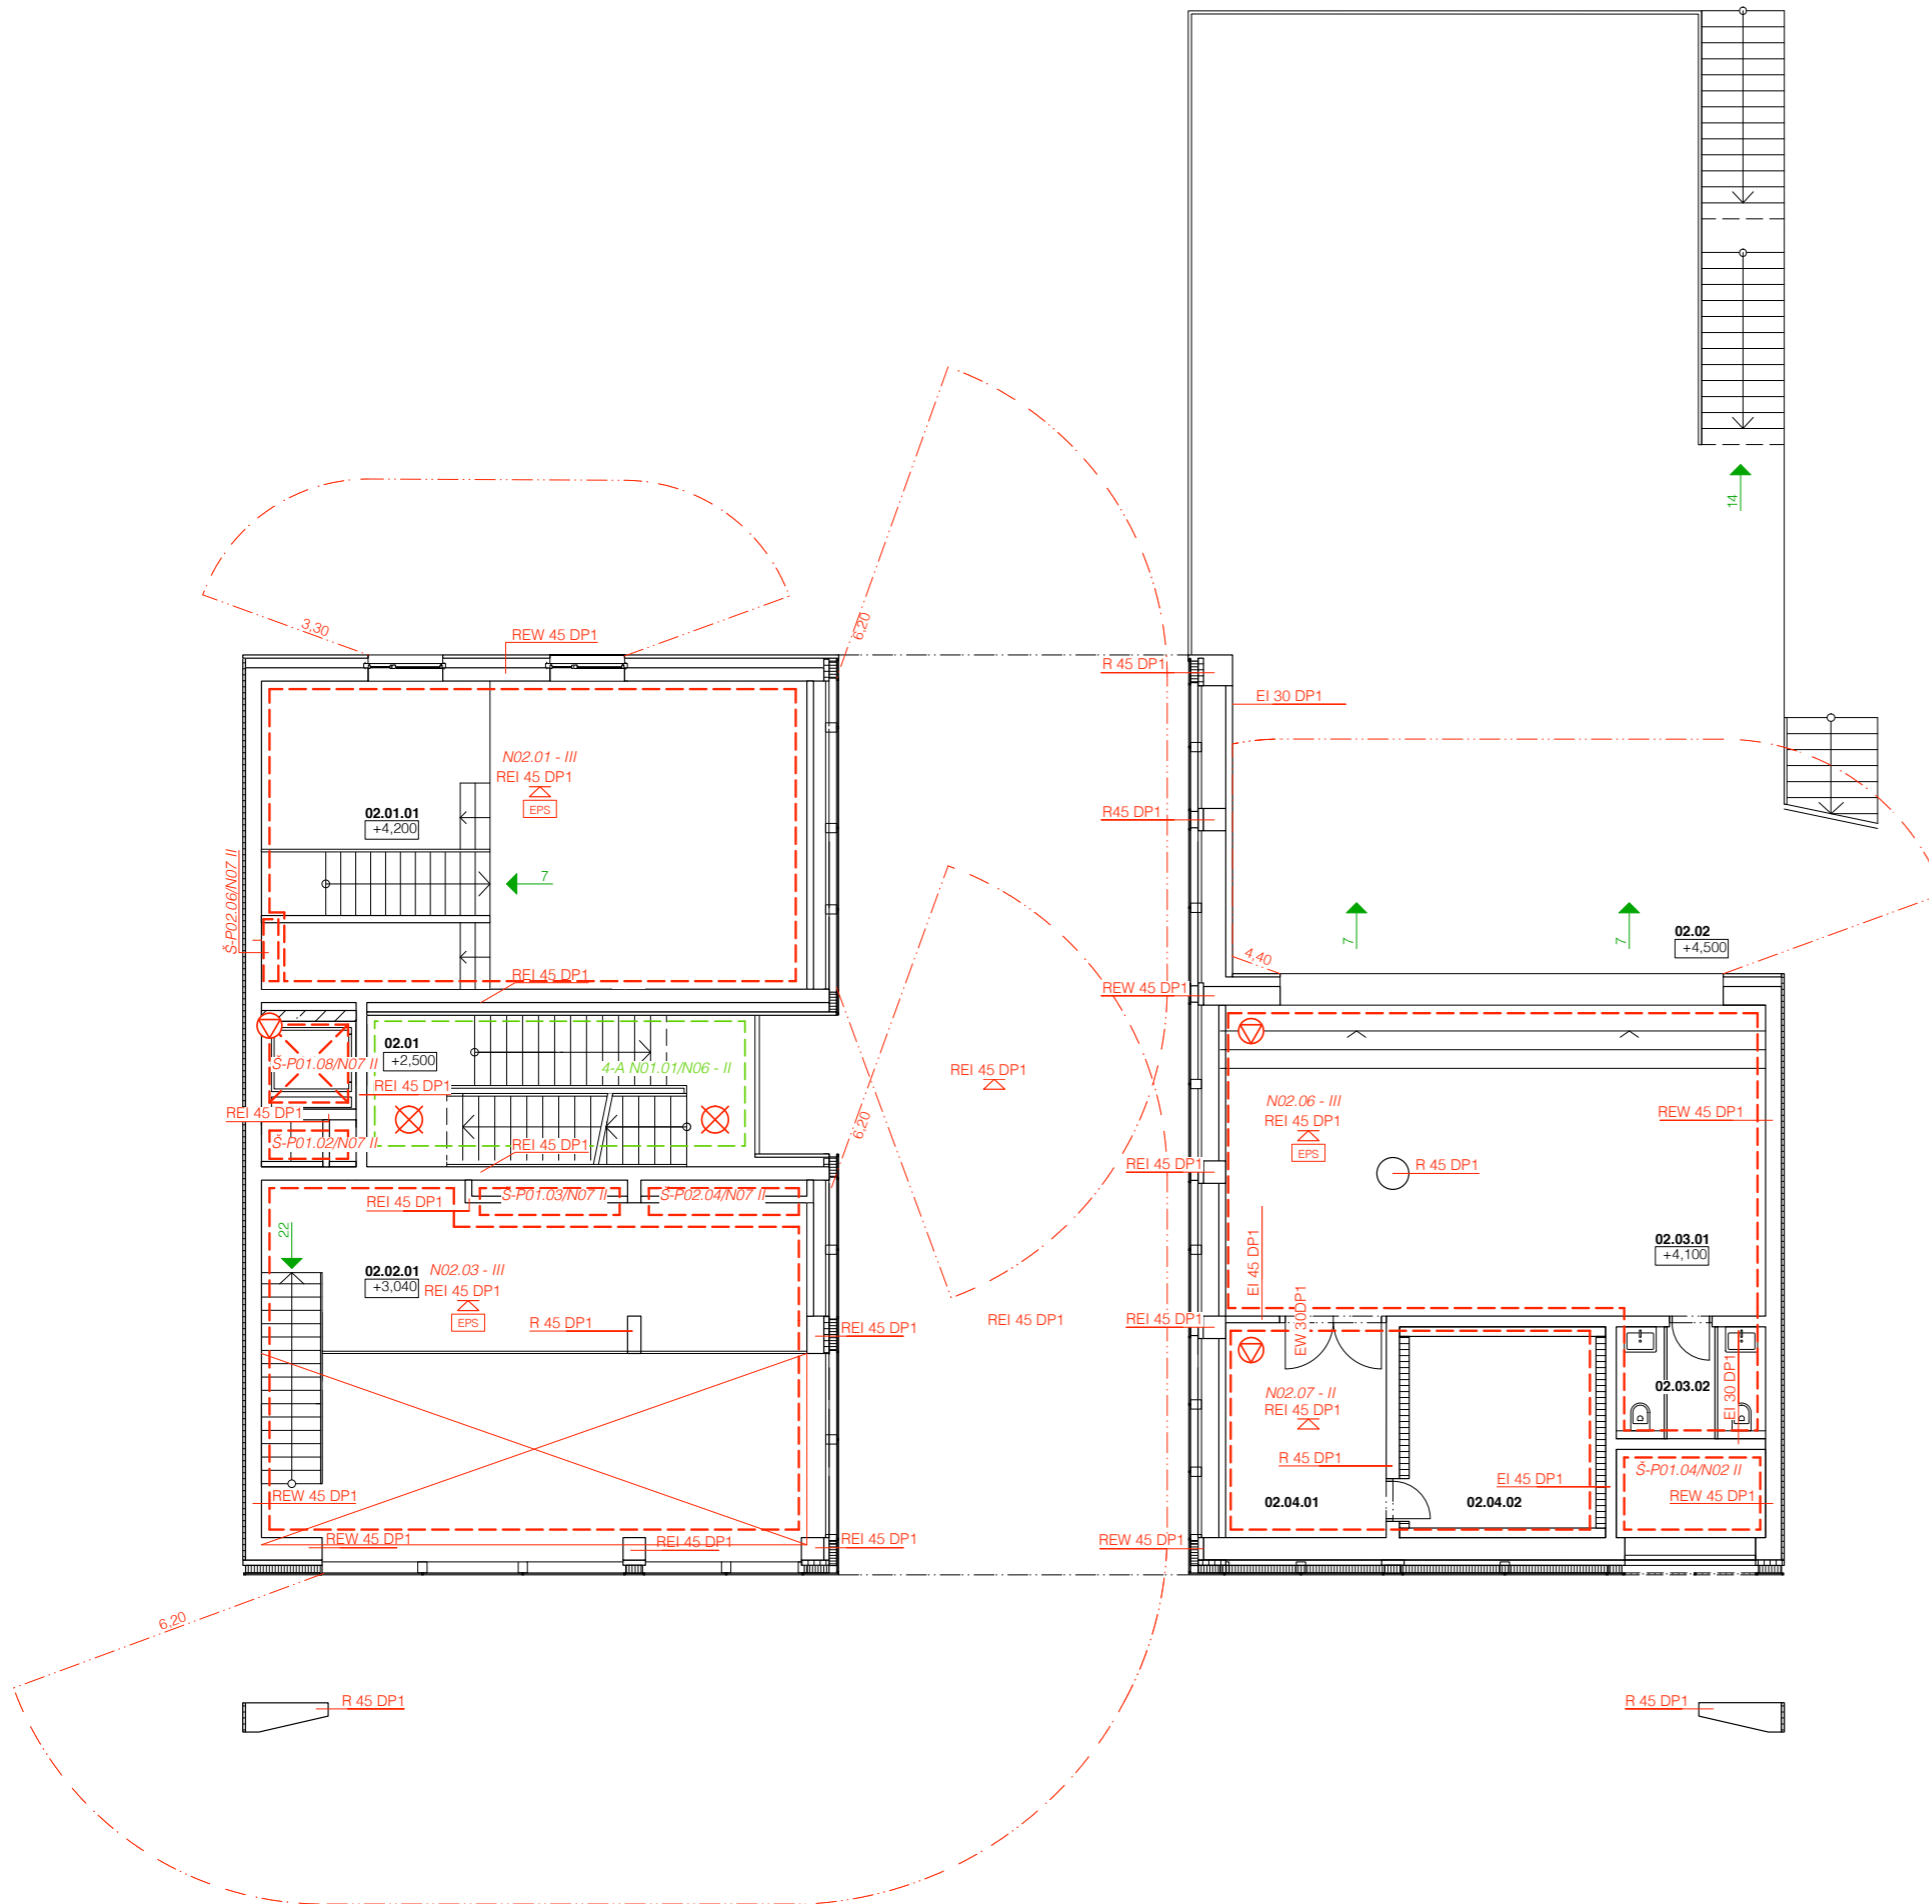 14
3,30
REW 45 DP1
6,20
R 45 DP1
EI 30 DP1
N02.01 - III
REI 45 DP1
EPS
02.01.01
+4,200
R45 DP1
7
Š-P02.06/N07 II
7
7
02.02
+4,500
4,40
REI 45 DP1
REW 45 DP1
02.01
+2,500
Š-P01.08/N07 II
4-A N01.01/N06 - II
REI 45 DP1
REI 45 DP1
REI 45 DP1
Š-P01.02/N07 II
REI 45 DP1
6,20
N02.06 - III
REI 45 DP1
EPS
REW 45 DP1
REI 45 DP1
R 45 DP1
Š-P01.03/N07 II
Š-P02.04/N07 II
REI 45 DP1
22
02.02.01
+3,040
N02.03 - III
REI 45 DP1
EPS
R 45 DP1
REI 45 DP1
REI 45 DP1
REI 45 DP1
EI 45 DP1
EW 30DP1
02.03.01
+4,100
N02.07 - II
REI 45 DP1
02.03.02
EI 30 DP1
R 45 DP1
EI 45 DP1
Š-P01.04/N02 II
REW 45 DP1
02.04.01
02.04.02
REW 45 DP1
REW 45 DP1
REI 45 DP1
REI 45 DP1
REW 45 DP1
6,20
R 45 DP1
R 45 DP1